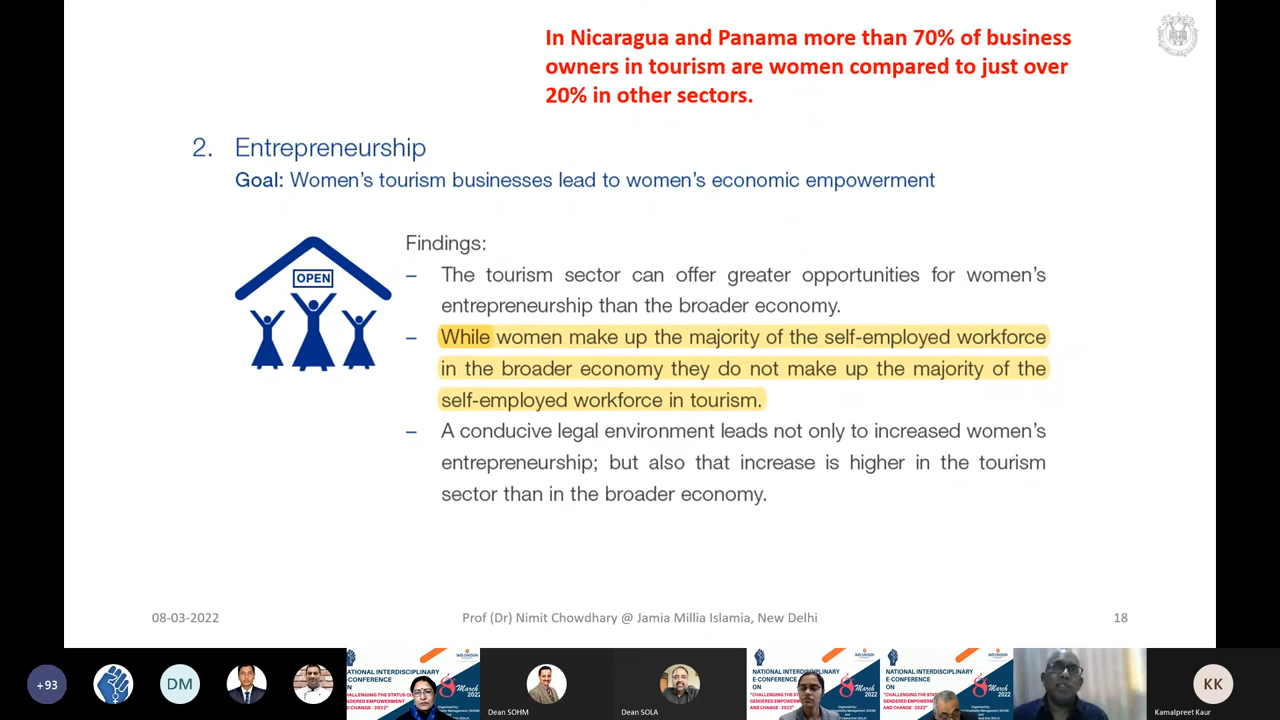 In Nicaragua and Panama more than 70% of business
owners in tourism are women compared to just over
20% in other sectors.
2. Entrepreneurship
Goal: Women's tourism businesses lead to women's economic empowerment
OPEN
Findings:
– The tourism sector can offer greater opportunities for women's
entrepreneurship than the broader economy.
– While women make up the majority of the self-employed workforce
in the broader economy they do not make up the majority of the
self-employed workforce in tourism.
– A conducive legal environment leads not only to increased women's
entrepreneurship; but also that increase is higher in the tourism
sector than in the broader economy.
08-03-2022
Prof (Dr) Nimit Chowdhary @ Jamia Millia Islamia, New Delhi
18
+93
DM
Dean SOHM
Dean SOLA
NATIONAL INTERDISCIPLINARY
E-CONFERENCE
ON
KK
Kamalpreet Kaur